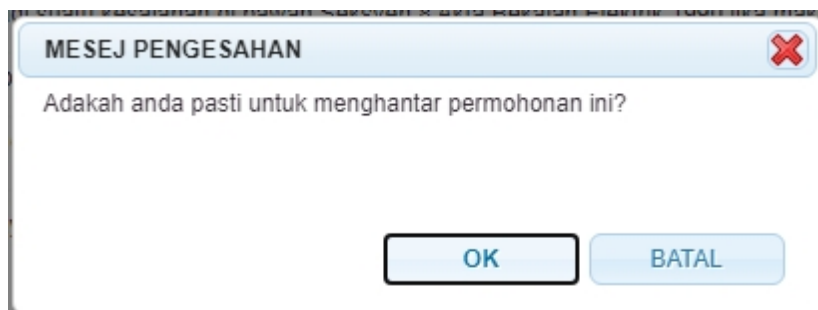 MESEJ PENGESAHAN
Adakah anda pasti untuk menghantar permohonan ini?
OK
BATAL